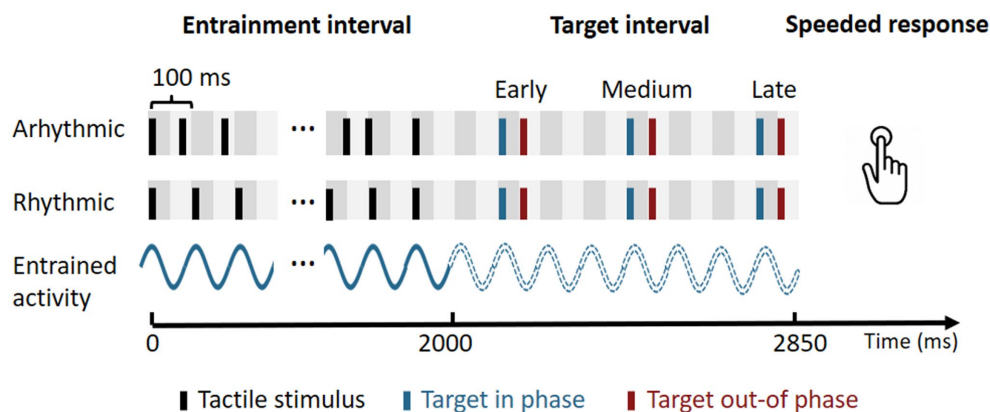 Entrainment interval Target interval Speeded response
100 ms
Early Medium Late
Arhythmic
...
Rhythmic
...
Entrained
activity
...
0 2000 2850 Time (ms)
Tactile stimulus Target in phase Target out-of phase